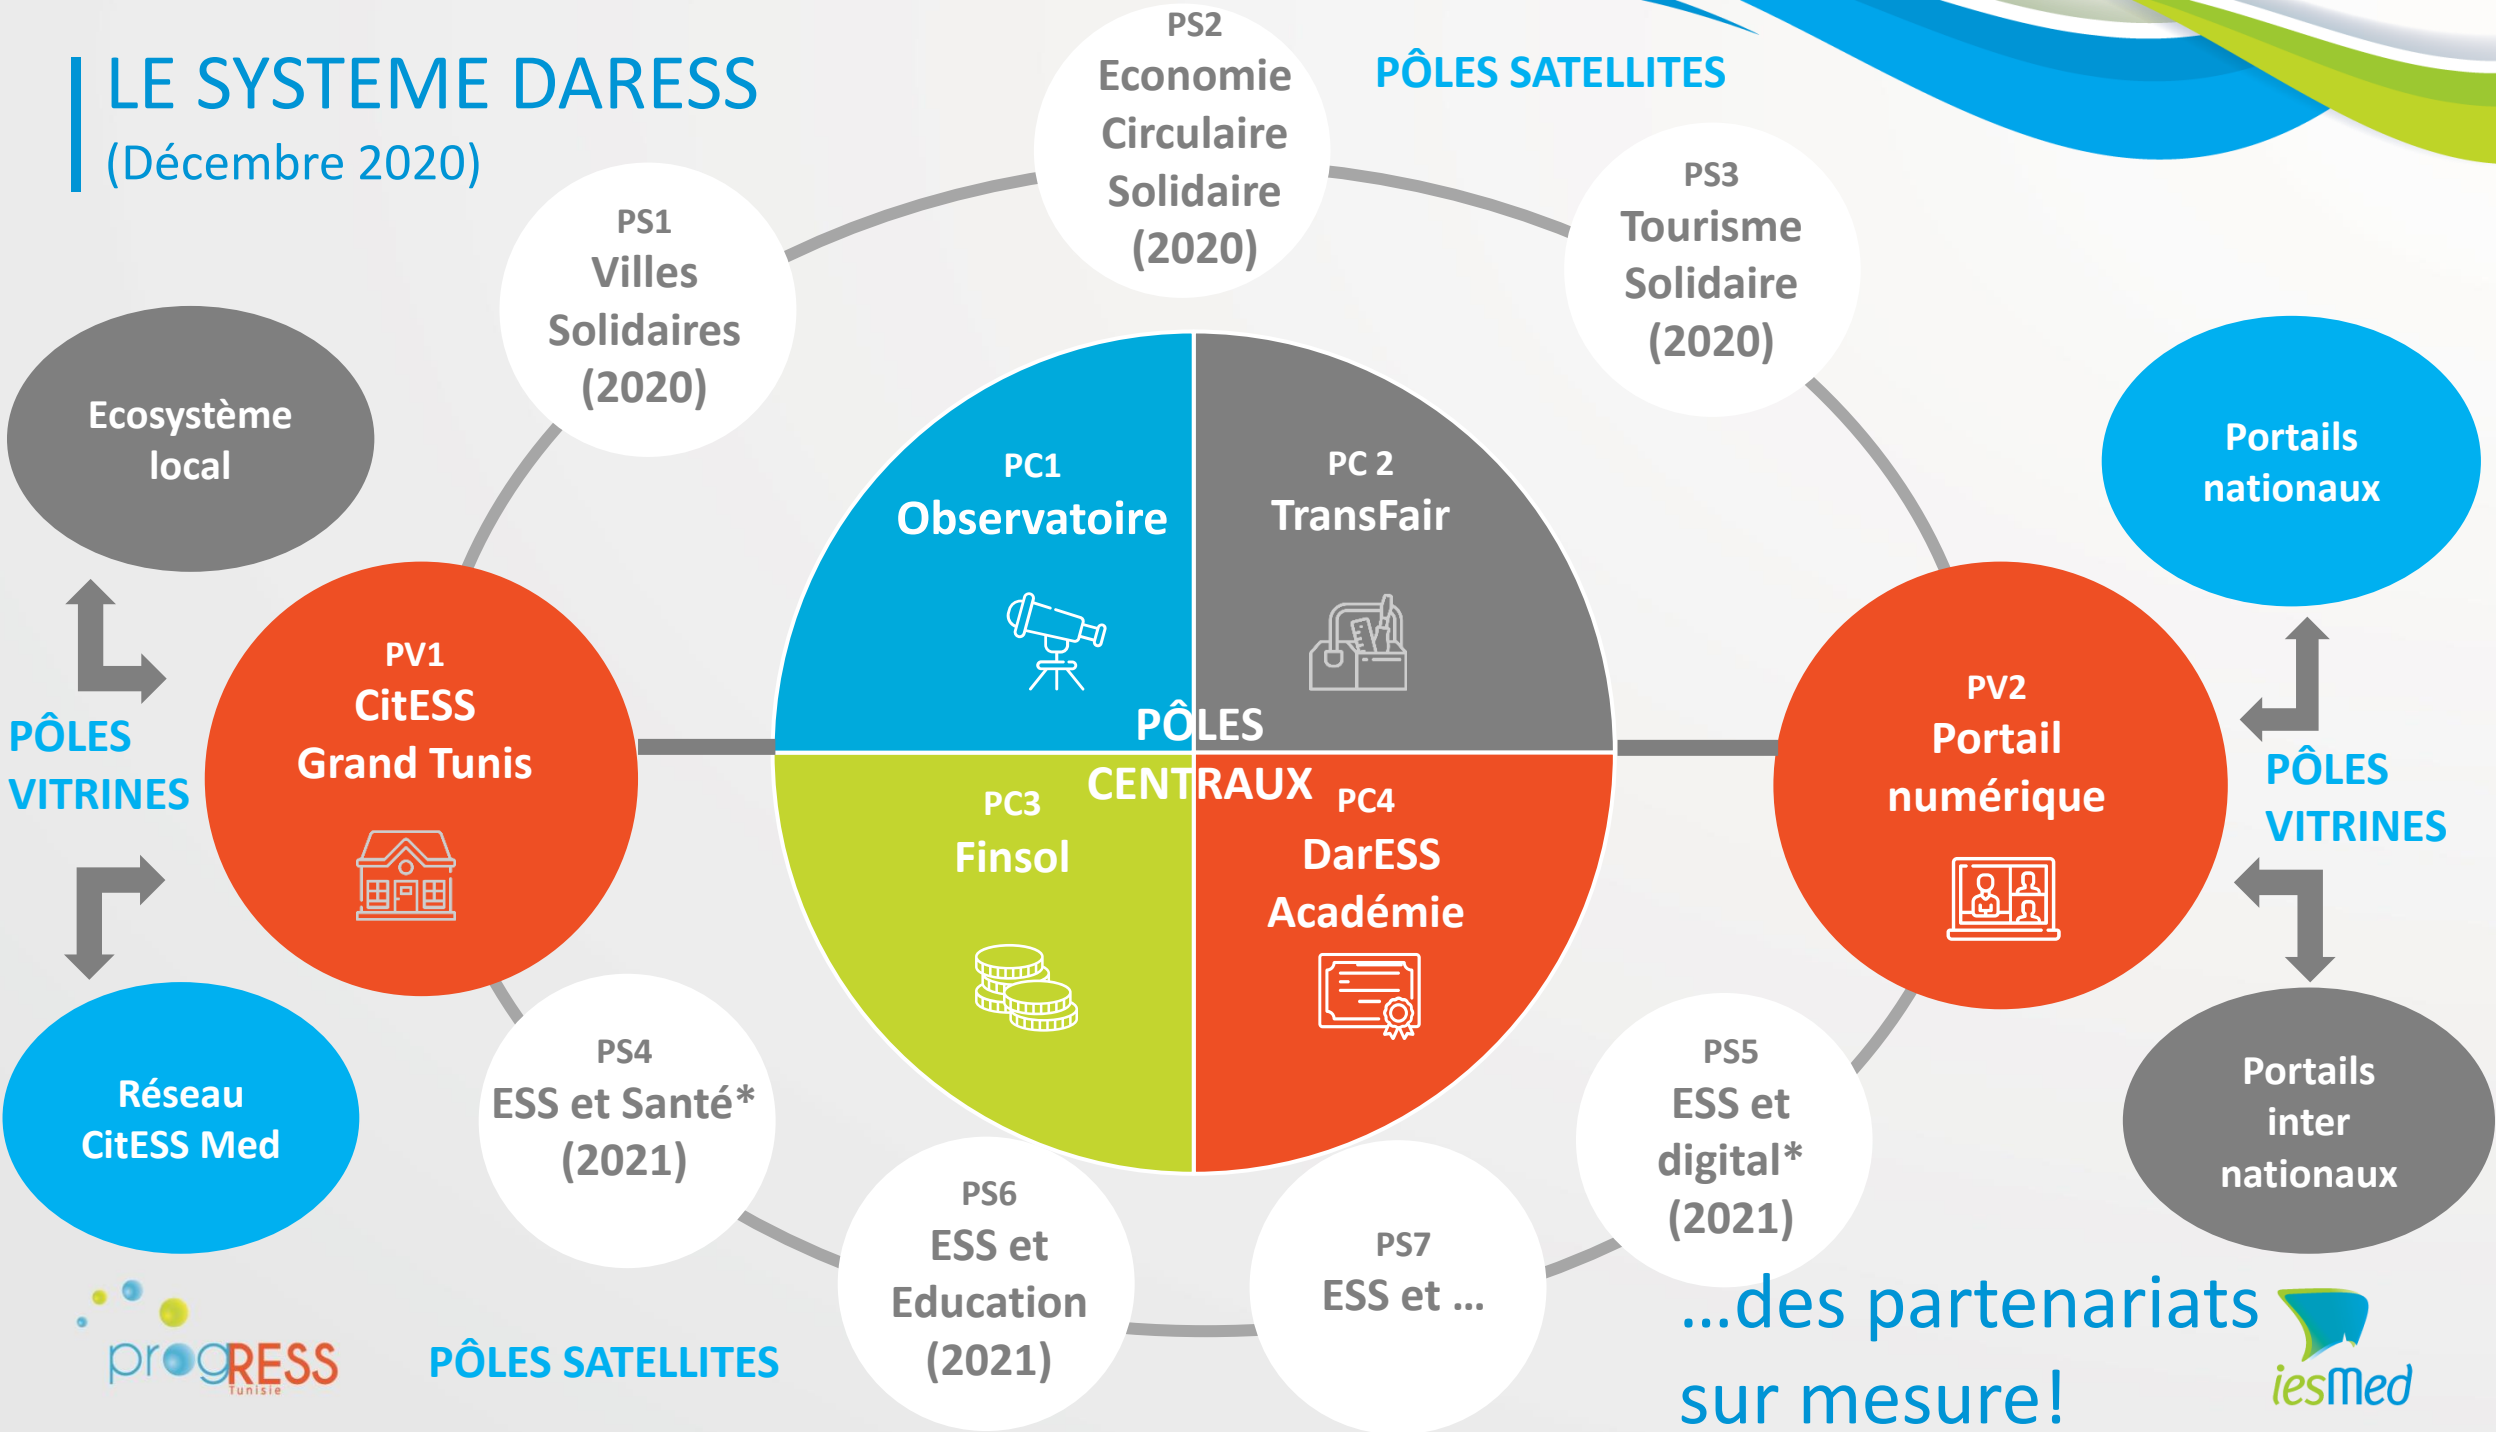 LE SYSTEME DARESS
(Décembre 2020)
PS2
Economie
Circulaire
Solidaire
(2020)
PÔLES SATELLITES
PS1
Villes
Solidaires
(2020)
PS3
Tourisme
Solidaire
(2020)
Ecosystème
local
PC1
Observatoire
PC 2
TransFair
Portails
nationaux
PV1
CitESS
Grand Tunis
PÔLES
VITRINES
PÔLES
CENTRAUX
PC3
Finsol
PC4
DarESS
Académie
PV2
Portail
numérique
PÔLES
VITRINES
Réseau
CitESS Med
PS4
ESS et Santé*
(2021)
PS6
ESS et
Education
(2021)
PS7
ESS et ...
PS5
ESS et
digital*
(2021)
Portails
inter
nationaux
progRESS
Tunisie
PÔLES SATELLITES
...des partenariats
sur mesure!
iesMed